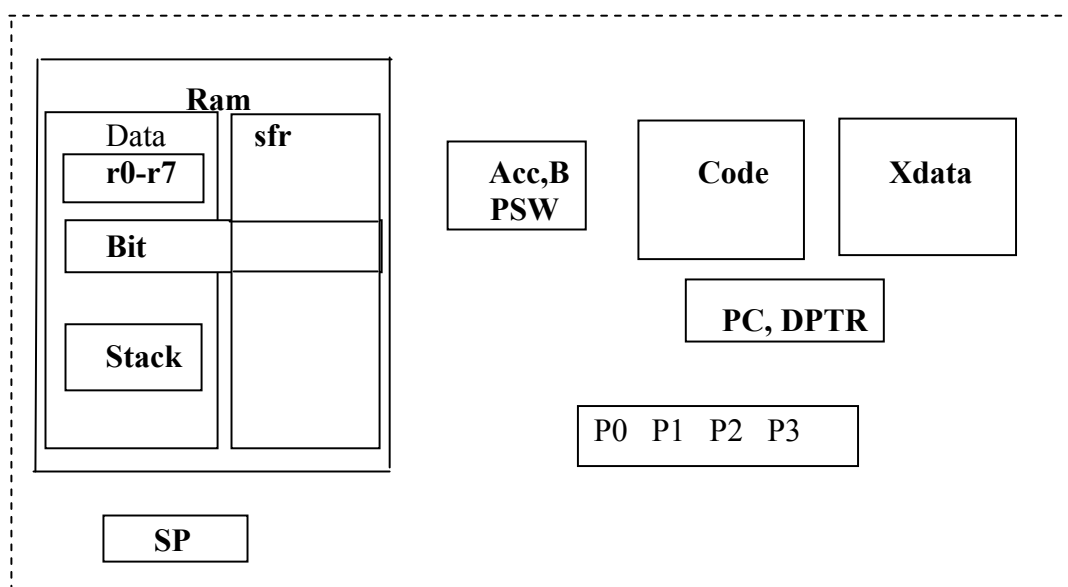 Ram
Data
r0-r7
Bit
Stack
sfr
SP
Acc,B
PSW
Code
Xdata
PC, DPTR
P0 P1 P2 P3